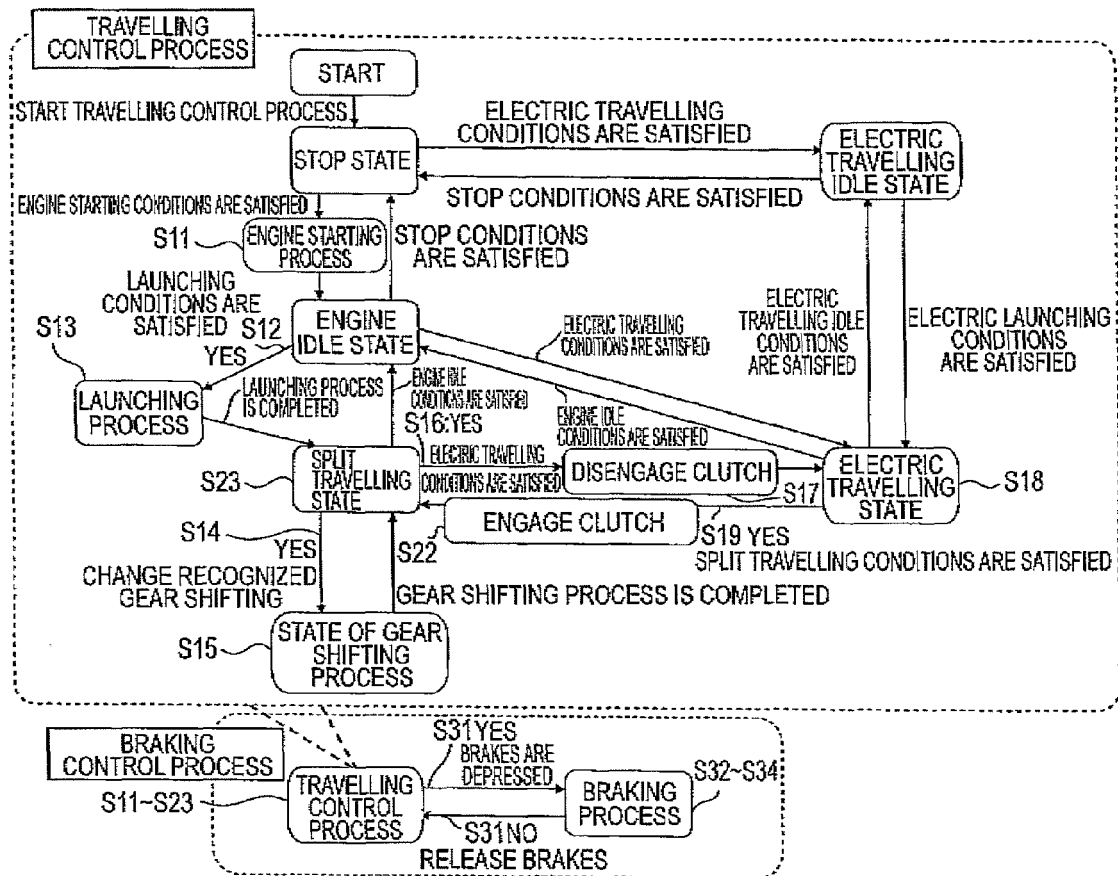 TRAVELLING
CONTROL PROCESS
START
START TRAVELLING CONTROL PROCESS
STOP STATE
ELECTRIC TRAVELLING
CONDITIONS ARE SATISFIED
STOP CONDITIONS ARE SATISFIED
ELECTRIC
TRAVELLING
IDLE STATE
ENGINE STARTING CONDITIONS ARE SATISFIED
S11
ENGINE STARTING
PROCESS
STOP CONDITIONS
ARE SATISFIED
LAUNCHING
CONDITIONS ARE
SATISFIED
S12
YES
ENGINE
IDLE STATE
S13
LAUNCHING
PROCESS
LAUNCHING PROCESS
IS COMPLETED
ENGINE IDLE
CONDITIONS ARE SATISFIED
ELECTRIC TRAVELLING
CONDITIONS ARE SATISFIED
ENGINE IDLE
CONDITIONS ARE SATISFIED
ELECTRIC
TRAVELLING IDLE
CONDITIONS
ARE SATISFIED
ELECTRIC LAUNCHING
CONDITIONS
ARE SATISFIED
S16:YES
ELECTRIC TRAVELLING
CONDITIONS ARE SATISFIED
S23
SPLIT
TRAVELLING
STATE
DISENGAGE CLUTCH
S17
ELECTRIC
TRAVELLING
STATE
S18
ENGAGE CLUTCH
S22
S19 YES
SPLIT TRAVELLING CONDITIONS ARE SATISFIED
S14
YES
CHANGE RECOGNIZED
GEAR SHIFTING
GEAR SHIFTING PROCESS IS COMPLETED
S15
STATE OF GEAR
SHIFTING
PROCESS
BRAKING
CONTROL PROCESS
S11~S23
TRAVELLING
CONTROL
PROCESS
S31YES
BRAKES ARE
DEPRESSED
BRAKING
PROCESS
S32~S34
S31NO
RELEASE BRAKES